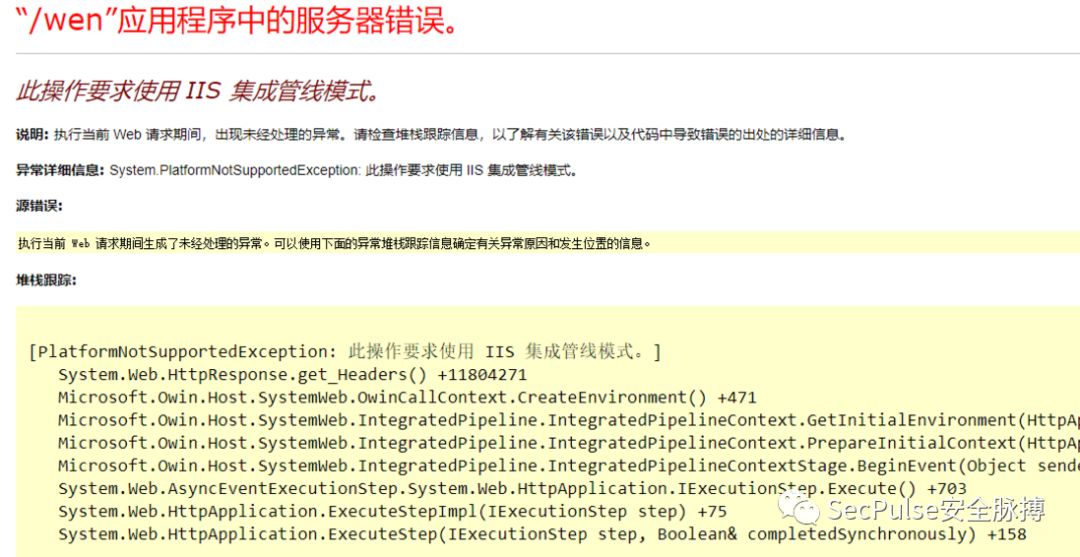 “/wen”应用程序中的服务器错误。
此操作要求使用 IIS 集成管线模式。
说明: 执行当前 Web 请求期间，出现未经处理的异常。请检查堆栈跟踪信息，以了解有关该错误以及代码中导致错误的出处的详细信息。
异常详细信息: System.PlatformNotSupportedException: 此操作要求使用 IIS 集成管线模式。
源错误:
执行当前 Web 请求期间生成了未经处理的异常。可以使用下面的异常堆栈跟踪信息确定有关异常原因和发生位置的信息。
堆栈跟踪:
[PlatformNotSupportedException: 此操作要求使用 IIS 集成管线模式。]
System.Web.HttpResponse.get_Headers() +11804271
Microsoft.Owin.Host.SystemWeb.OwinCallContext.CreateEnvironment() +471
Microsoft.Owin.Host.SystemWeb.IntegratedPipeline.IntegratedPipelineContext.GetInitialEnvironment(HttpAp
Microsoft.Owin.Host.SystemWeb.IntegratedPipeline.IntegratedPipelineContext.PrepareInitialContext(HttpAp
Microsoft.Owin.Host.SystemWeb.IntegratedPipeline.IntegratedPipelineContextStage.BeginEvent(Object sende
System.Web.AsyncEventExecutionStep.System.Web.HttpApplication.IExecutionStep.Execute() +703
System.Web.HttpApplication.ExecuteStepImpl(IExecutionStep step) +75
System.Web.HttpApplication.ExecuteStep(IExecutionStep step, Boolean& completedSynchronously) +158
SecPulse安全脉搏